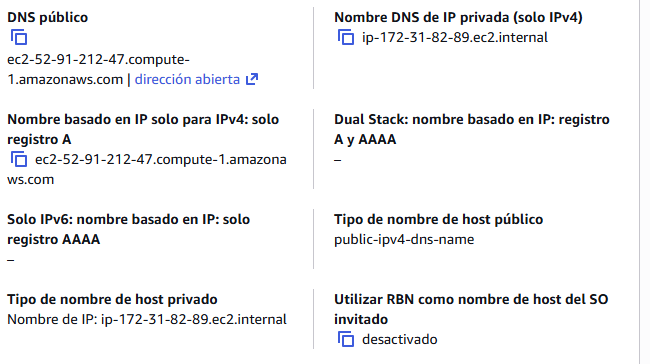 DNS público
ec2-52-91-212-47.compute-
1.amazonaws.com | dirección abierta
Nombre DNS de IP privada (solo IPv4)
ip-172-31-82-89.ec2.internal
Nombre basado en IP solo para IPv4: solo
registro A
ec2-52-91-212-47.compute-1.amazona
ws.com
Dual Stack: nombre basado en IP: registro
A y AAAA
–
Solo IPv6: nombre basado en IP: solo
registro AAAA
–
Tipo de nombre de host público
public-ipv4-dns-name
Tipo de nombre de host privado
Nombre de IP: ip-172-31-82-89.ec2.internal
Utilizar RBN como nombre de host del SO
invitado
desactivado